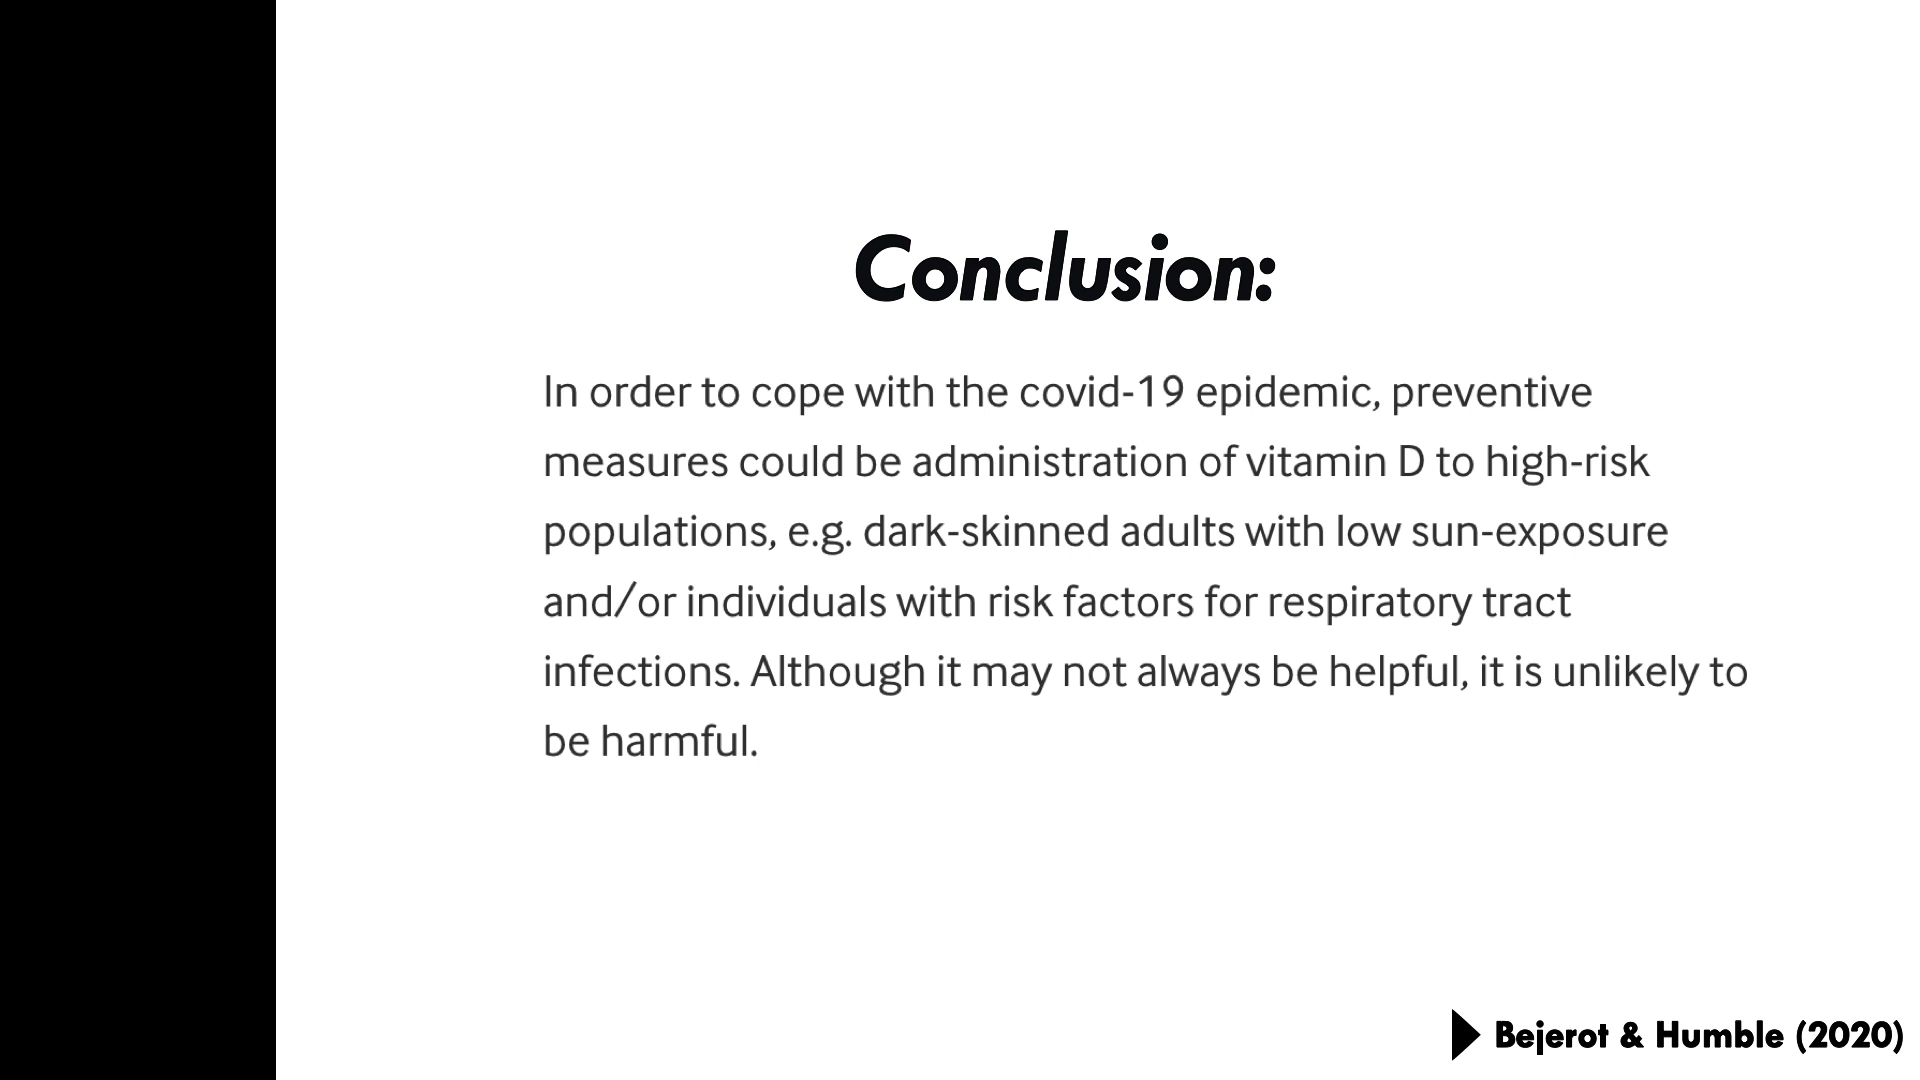 Conclusion:
In order to cope with the covid-19 epidemic, preventive
measures could be administration of vitamin D to high-risk
populations, e.g. dark-skinned adults with low sun-exposure
and/or individuals with risk factors for respiratory tract
infections. Although it may not always be helpful, it is unlikely to
be harmful.
Bejerot & Humble (2020)